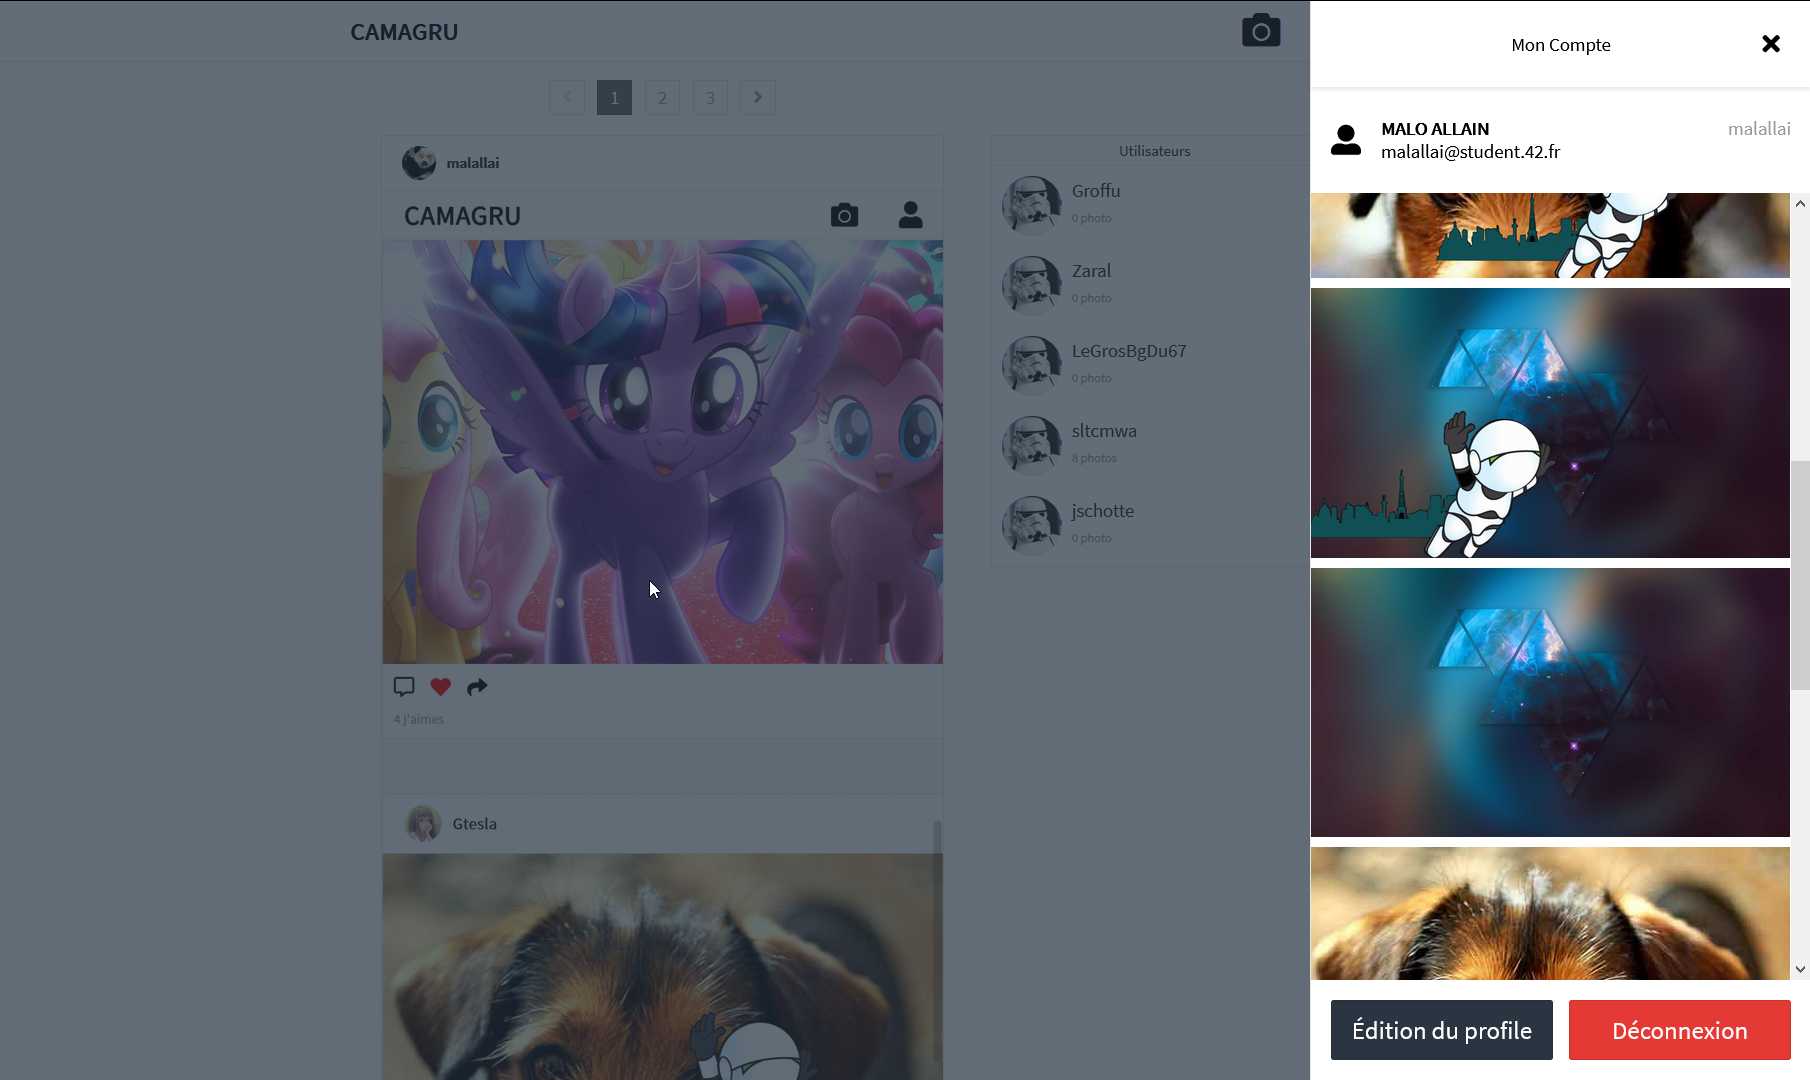 CAMAGRU
1 2 3
malallai
CAMAGRU
4 j'aimes
Gtesla
Utilisateurs
Groffu
0 photo
Zaral
0 photo
LeGrosBgDu67
0 photo
sltcmwa
8 photos
jschotte
0 photo
Mon Compte
MALO ALLAIN
malallai
malallai@student.42.fr
Édition du profile
Déconnexion